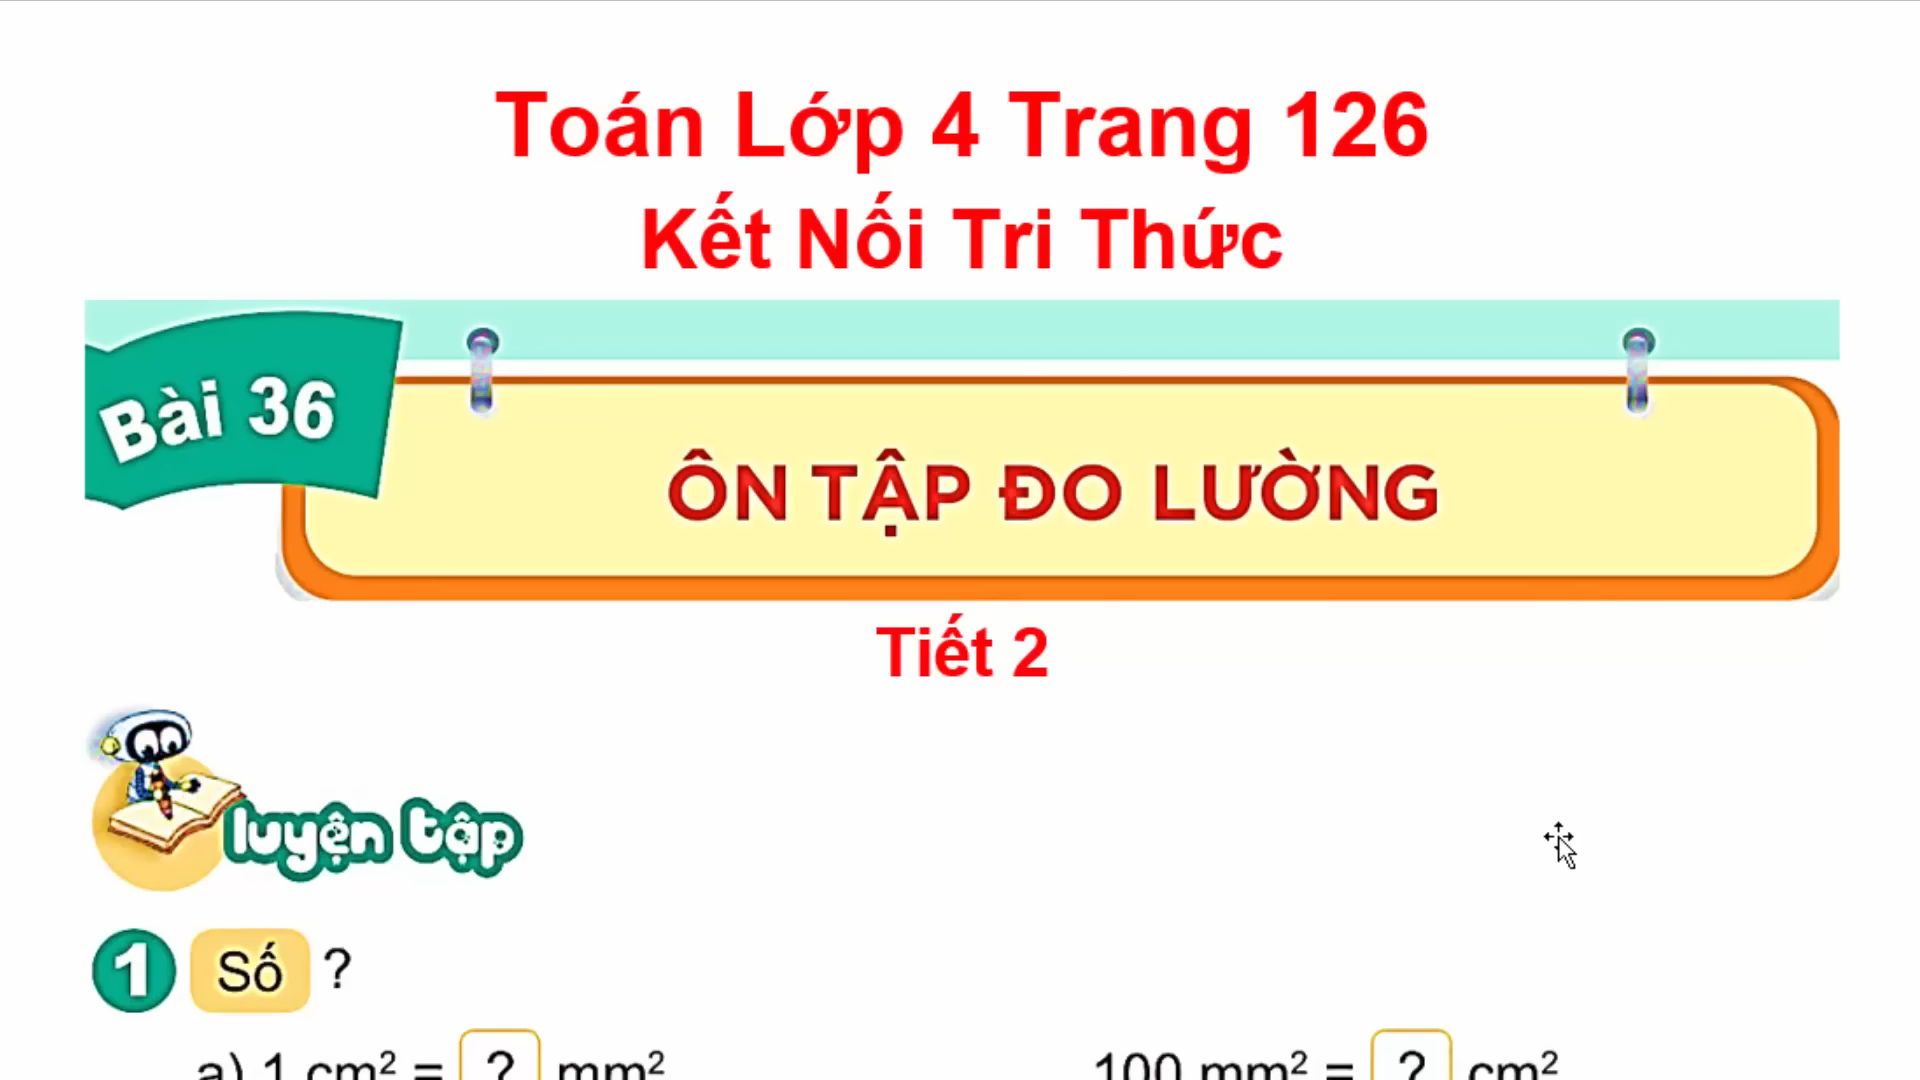 Toán Lớp 4 Trang 126
Kết Nối Tri Thức
Bài 36
ÔN TẬP ĐO LƯỜNG
Tiết 2
luyện tập
1 Số ?
a) 1 cm² = ? mm² 100 mm² = ? cm²